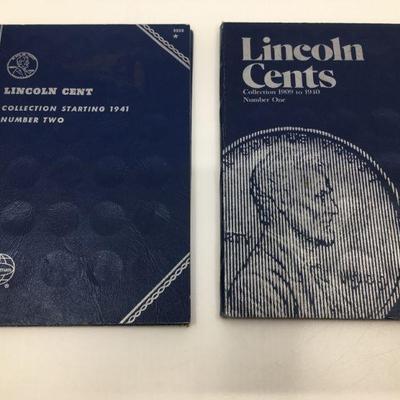 LINCOLN CENT
COLLECTION STARTING 1941
NUMBER TWO
Lincoln
Cents
Collection 1909 to 1940
Number One